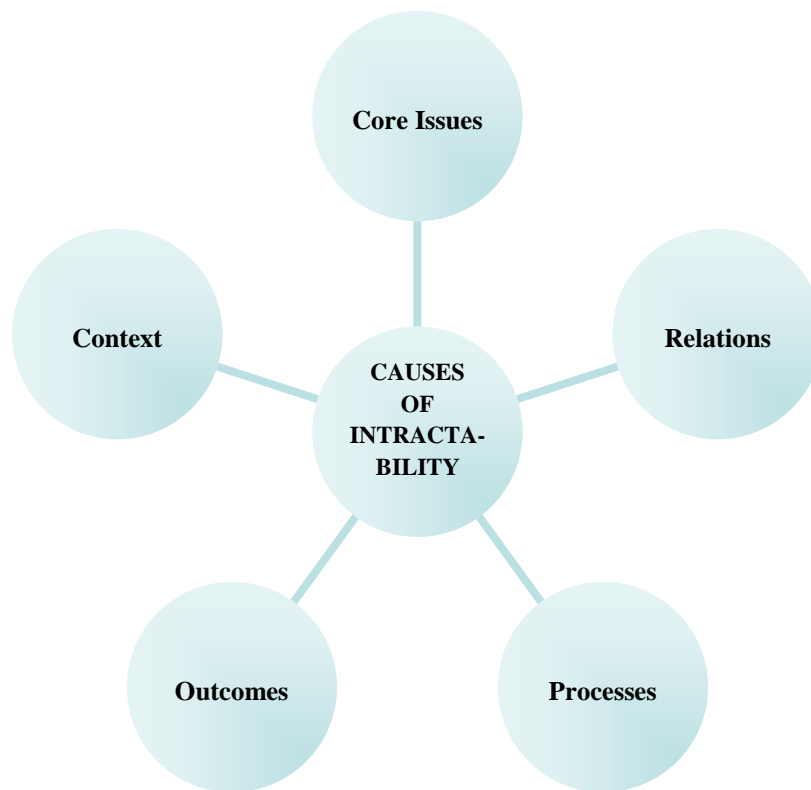 Core Issues
Context
Relations
CAUSES
OF
INTRACTA-
BILITY
Outcomes
Processes